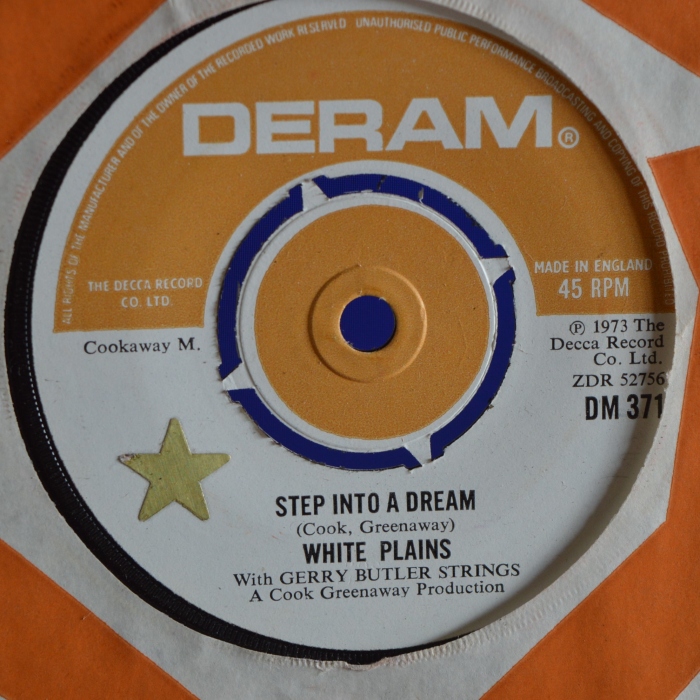 ALL RIGHTS OF THE MANUFACTURER AND OF THE OWNER OF THE RECORDED WORK RESERVED UNAUTHORISED PUBLIC PERFORMANCE BROADCASTING AND COPYING OF THIS RECORD PROHIBITED
DERAM®
THE DECCA RECORD
CO. LTD.
MADE IN ENGLAND
45 RPM
Cookaway M.
℗ 1973 The
Decca Record
Co. Ltd.
ZDR 52756
DM 371
STEP INTO A DREAM
(Cook, Greenaway)
WHITE PLAINS
With GERRY BUTLER STRINGS
A Cook Greenaway Production